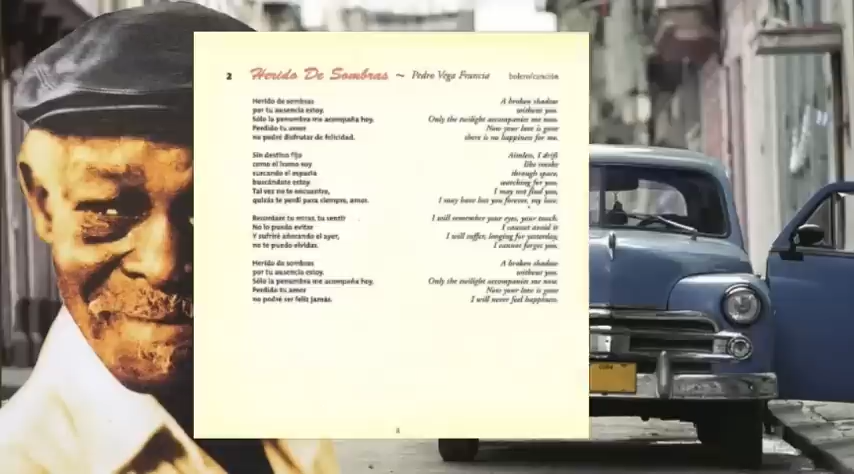 2 Herido De Sombras ~ Pedro Vega Francia bolero/canción
Herido de sombras
por tu ausencia estoy.
Sólo la penumbra me acompaña hoy.
Perdido tu amor
no podré disfrutar de felicidad.
Sin destino fijo
como el humo voy
surcando el espacio
buscándote estoy.
Tal vez no te encuentre,
quizás te perdí para siempre, amor.
Recordaré tu mirar, tu sentir
No lo puedo evitar
Y sufriré añorando el ayer,
no te puedo olvidar.
Herido de sombras
por tu ausencia estoy.
Sólo la penumbra me acompaña hoy.
Perdido tu amor
no podré ser feliz jamás.
A broken shadow
without you.
Only the twilight accompanies me now.
Now your love is gone
there is no happiness for me.
Aimless, I drift
like smoke
through space,
searching for you.
I may not find you,
I may have lost you forever, my love.
I will remember your eyes, your touch.
I cannot avoid it
I will suffer, longing for yesterday,
I cannot forget you.
A broken shadow
without you.
Only the twilight accompanies me now.
Now your love is gone
I will never feel happiness.